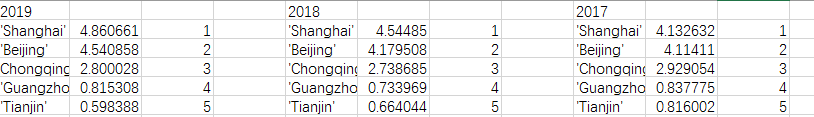 2019 2018 2017
'Shanghai' 4.860661 1 'Shanghai' 4.54485 1 'Shanghai' 4.132632 1
'Beijing' 4.540858 2 'Beijing' 4.179508 2 'Beijing' 4.11411 2
Chongqing 2.800028 3 'Chongqing 2.738685 3 'Chongqing 2.929054 3
'Guangzho 0.815308 4 'Guangzho 0.733969 4 'Guangzho 0.837775 4
'Tianjin' 0.598388 5 'Tianjin' 0.664044 5 'Tianjin' 0.816002 5